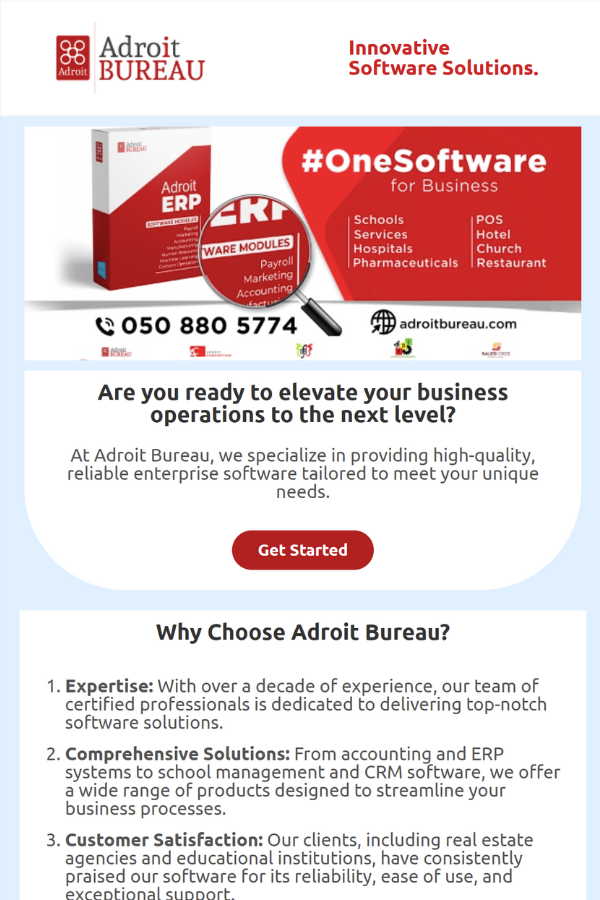 Adroit
Adroit
BUREAU
Innovative
Software Solutions.
Adroit
BUREAU
Adroit
ERP
SOFTWARE MODULES
Payroll
Marketing
Accounting
ERP
WARE MODULES
Payroll
Marketing
Accounting
#OneSoftware
for Business
Schools
Services
Hospitals
Pharmaceuticals
POS
Hotel
Church
Restaurant
050 880 5774
adroitbureau.com
Are you ready to elevate your business
operations to the next level?
At Adroit Bureau, we specialize in providing high-quality,
reliable enterprise software tailored to meet your unique
needs.
Get Started
Why Choose Adroit Bureau?
1. Expertise: With over a decade of experience, our team of
certified professionals is dedicated to delivering top-notch
software solutions.
2. Comprehensive Solutions: From accounting and ERP
systems to school management and CRM software, we offer
a wide range of products designed to streamline your
business processes.
3. Customer Satisfaction: Our clients, including real estate
agencies and educational institutions, have consistently
praised our software for its reliability, ease of use, and
exceptional support.